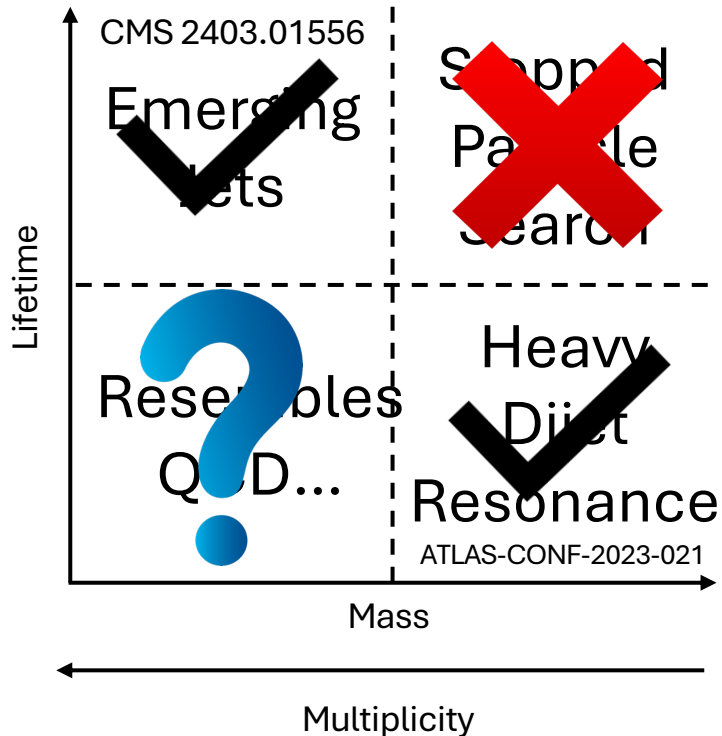 CMS 2403.01556
Emerging
Jets
Stopped
Particle
Search
Lifetime
Resembles
QCD...
Heavy
Dijet
Resonance
ATLAS-CONF-2023-021
Mass
Multiplicity